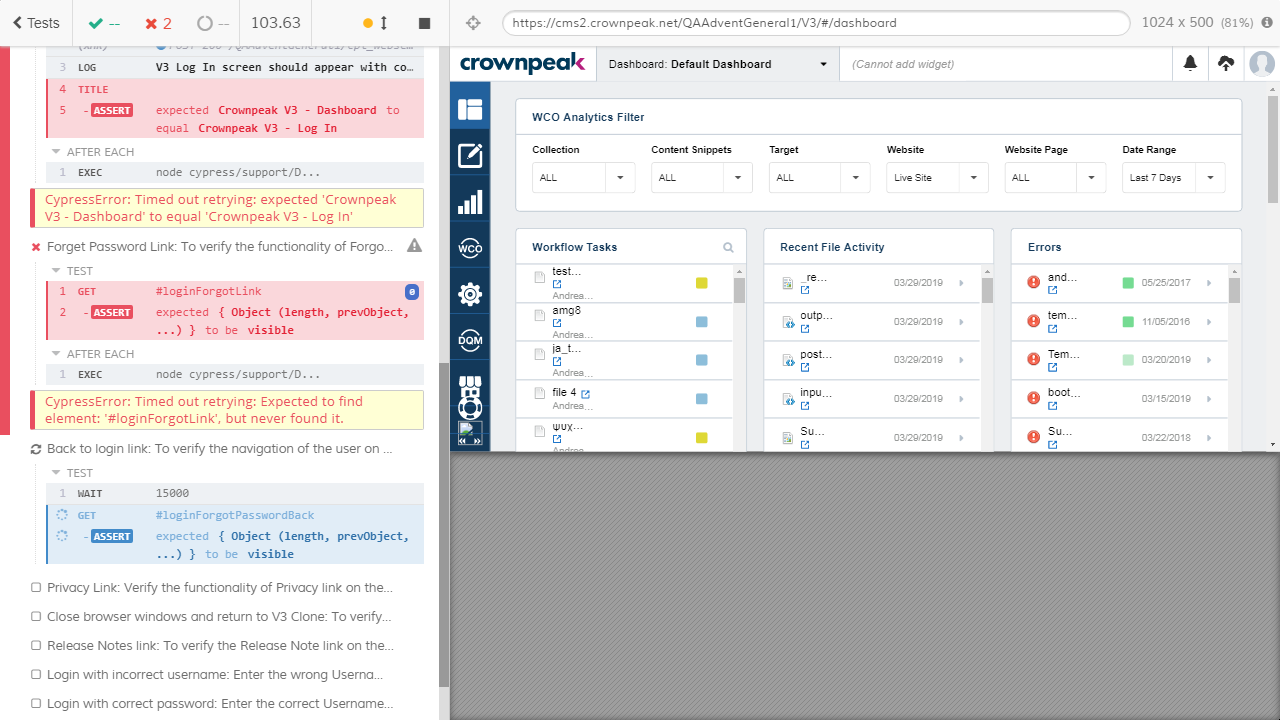 Tests
--
2
--
103.63
https://cms2.crownpeak.net/QAAdventGeneral1/V3/#/dashboard
1024 x 500 (81%)
3 LOG V3 Log In screen should appear with co…
4 TITLE
5 - ASSERT expected Crownpeak V3 - Dashboard to
equal Crownpeak V3 - Log In
AFTER EACH
1 EXEC node cypress/support/D...
CypressError: Timed out retrying: expected 'Crownpeak
V3 - Dashboard' to equal 'Crownpeak V3 - Log In'
Forget Password Link: To verify the functionality of Forgo...
TEST
1 GET #loginForgotLink 0
2 - ASSERT expected { Object (length, prevObject,
...) } to be visible
AFTER EACH
1 EXEC node cypress/support/D...
CypressError: Timed out retrying: Expected to find
element: '#loginForgotLink', but never found it.
Back to login link: To verify the navigation of the user on ...
TEST
1 WAIT 15000
GET #loginForgotPasswordBack
- ASSERT expected { Object (length, prevObject,
...) } to be visible
Privacy Link: Verify the functionality of Privacy link on the...
Close browser windows and return to V3 Clone: To verify...
Release Notes link: To verify the Release Note link on the...
Login with incorrect username: Enter the wrong Userna...
Login with correct password: Enter the correct Username...
crownpeak
Dashboard: Default Dashboard
(Cannot add widget)
WCO
DQM
WCO Analytics Filter
Collection Content Snippets Target Website Website Page Date Range
ALL ALL ALL Live Site ALL Last 7 Days
Workflow Tasks
test...
Andrea...
amg8
Andrea...
ja_t...
Andrea...
file 4
Andrea...
ψυχ...
Andrea...
Recent File Activity
_re... 03/29/2019
outp... 03/29/2019
post... 03/29/2019
inpu... 03/29/2019
Su... 03/29/2019
Errors
and... 05/25/2017
tem... 11/05/2016
Tem... 03/20/2019
boot... 03/15/2019
Su...